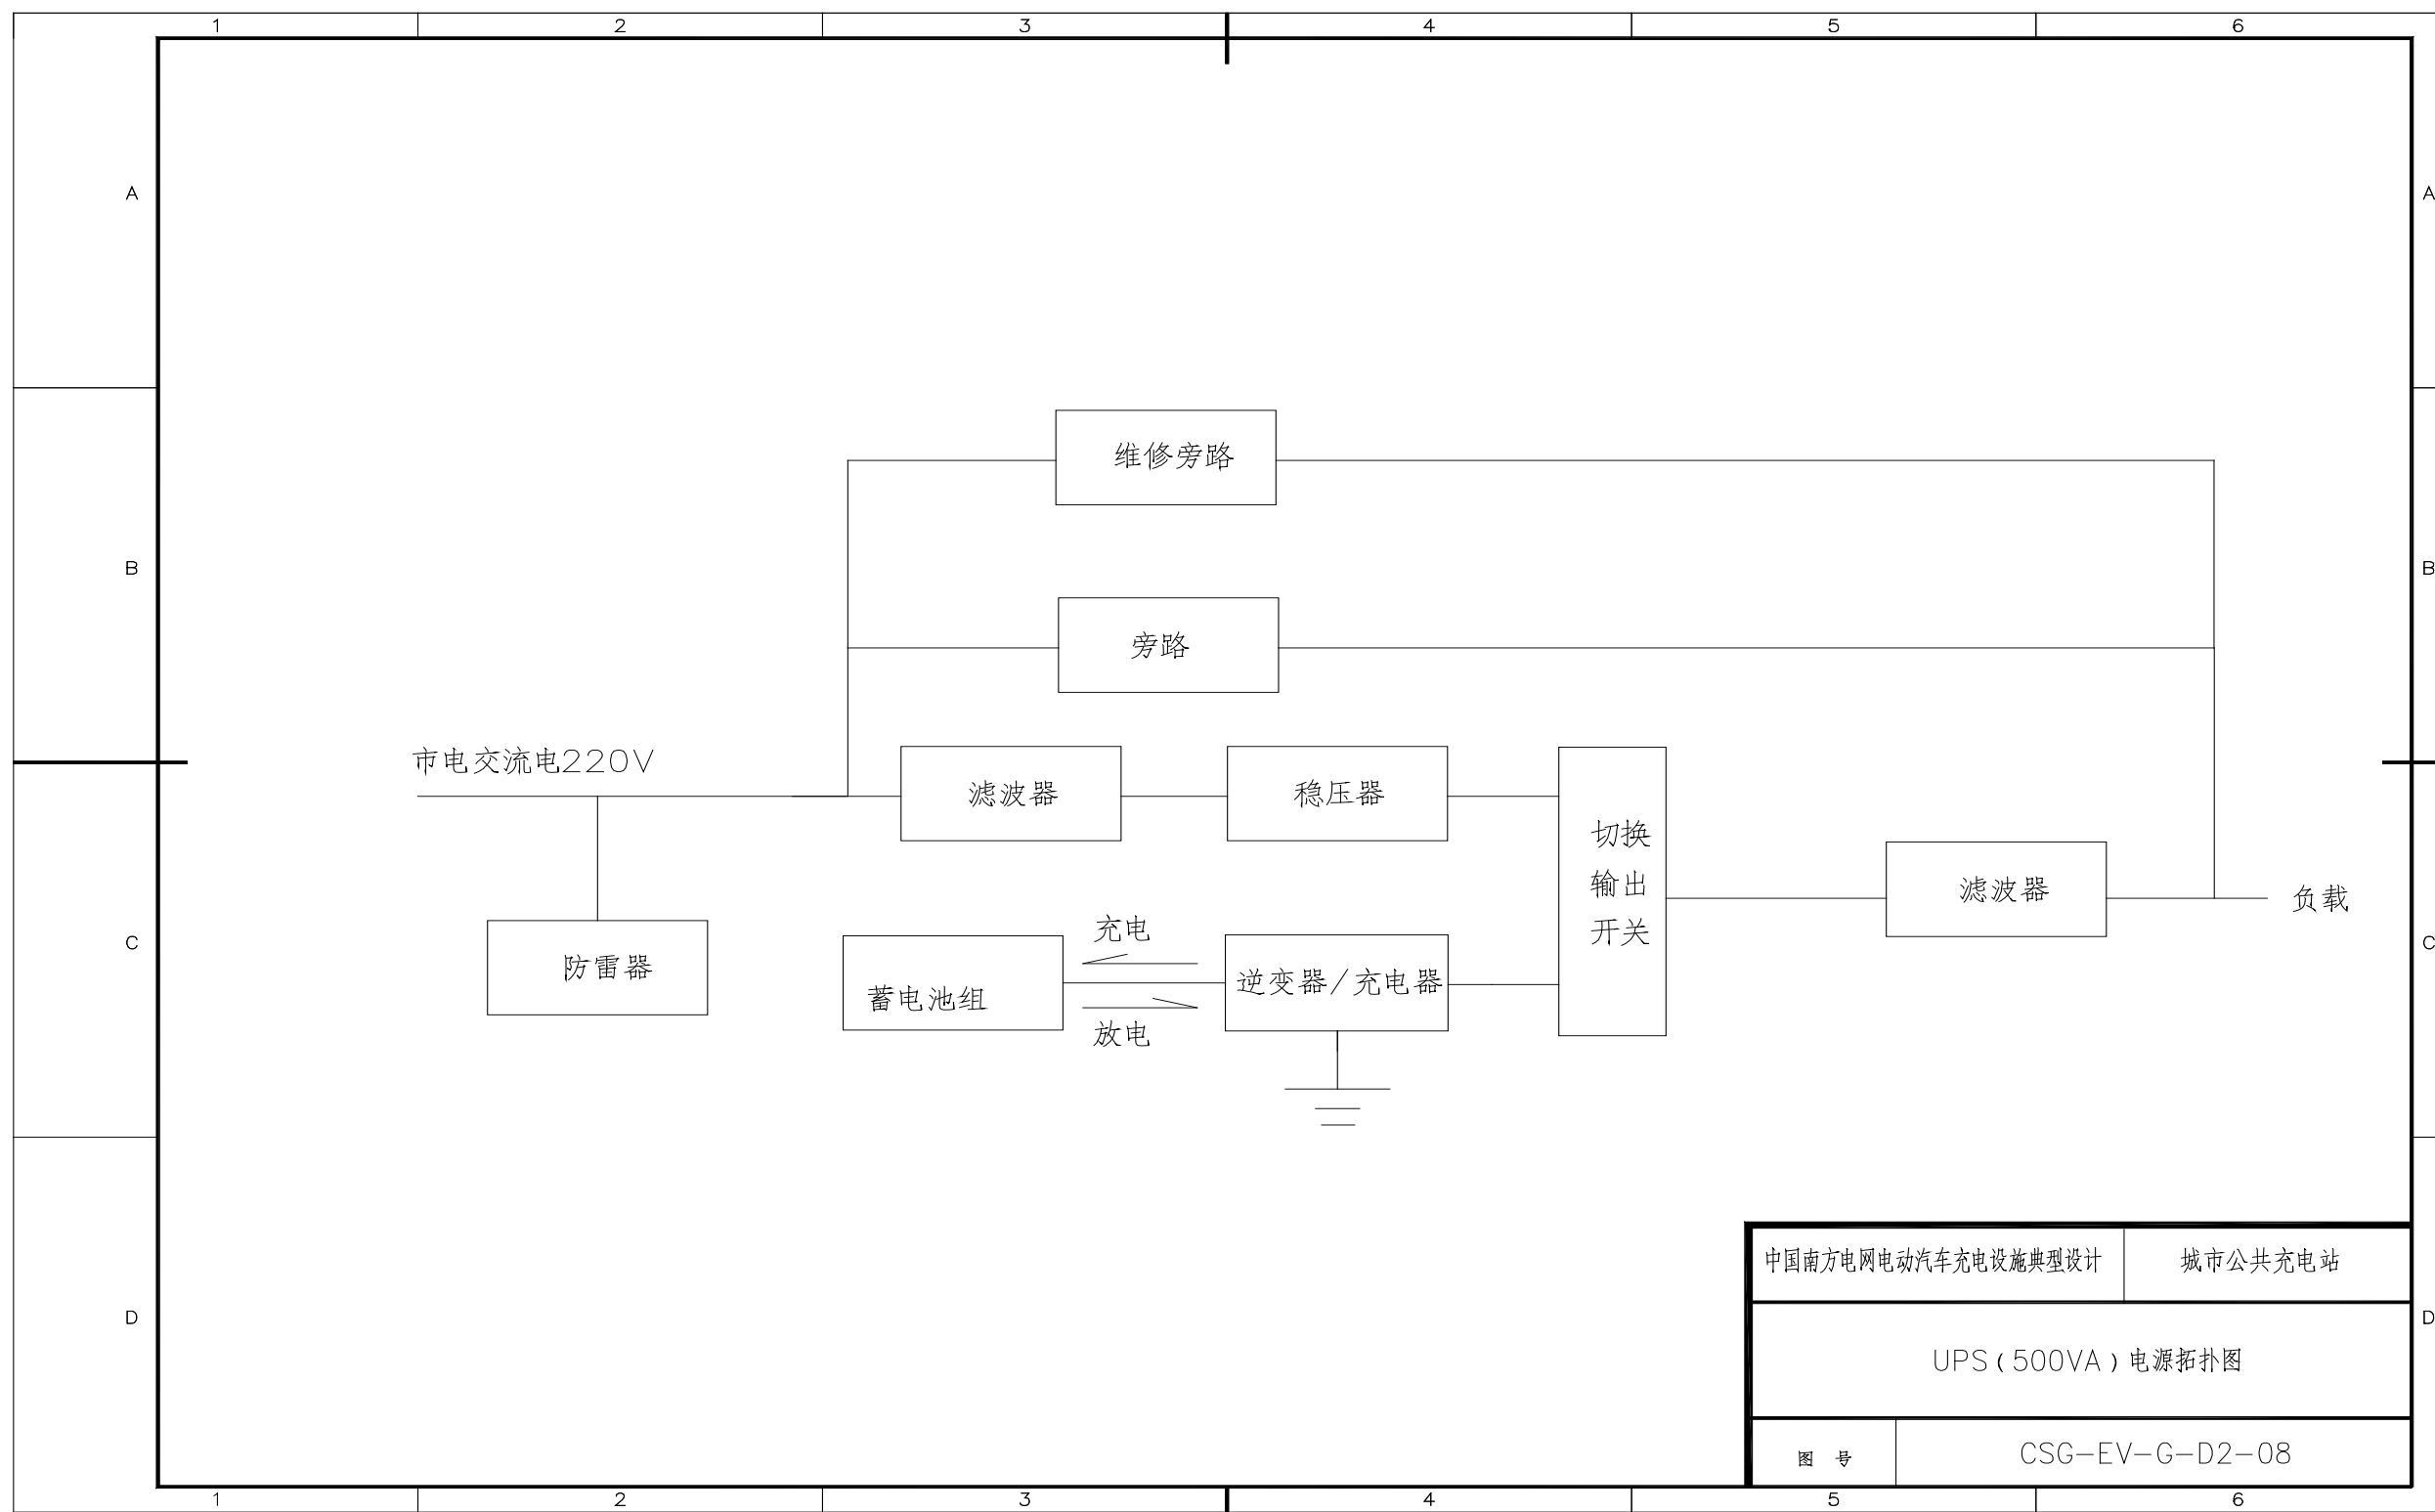 1 2 3 4 5 6
A A
维修旁路
B B
旁路
市电交流电220V
滤波器 稳压器
切换
输出
开关
滤波器
负载
充电
C C
防雷器
逆变器/充电器
蓄电池组
放电
中国南方电网电动汽车充电设施典型设计 城市公共充电站
D D
UPS(500VA)电源拓扑图
图 号 CSG-EV-G-D2-08
1 2 3 4 5 6